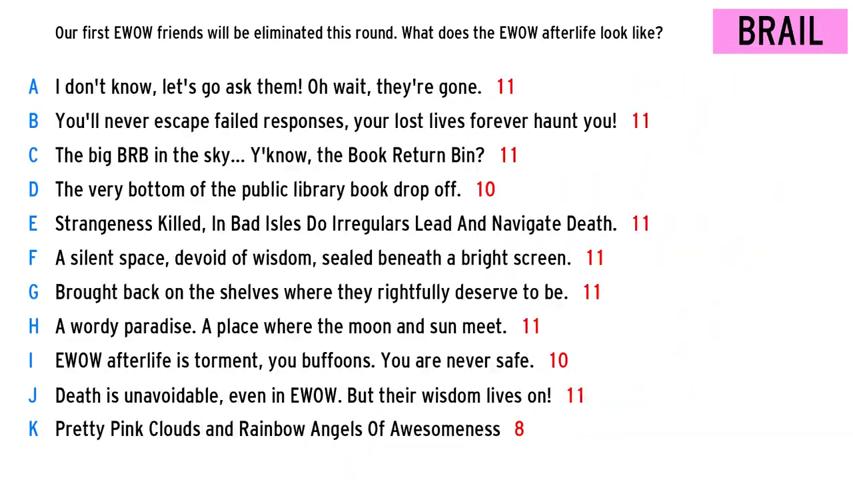 Our first EWOW friends will be eliminated this round. What does the EWOW afterlife look like?
BRAIL
A I don't know, let's go ask them! Oh wait, they're gone. 11
B You'll never escape failed responses, your lost lives forever haunt you! 11
C The big BRB in the sky... Y'know, the Book Return Bin? 11
D The very bottom of the public library book drop off. 10
E Strangeness Killed, In Bad Isles Do Irregulars Lead And Navigate Death. 11
F A silent space, devoid of wisdom, sealed beneath a bright screen. 11
G Brought back on the shelves where they rightfully deserve to be. 11
H A wordy paradise. A place where the moon and sun meet. 11
I EWOW afterlife is torment, you buffoons. You are never safe. 10
J Death is unavoidable, even in EWOW. But their wisdom lives on! 11
K Pretty Pink Clouds and Rainbow Angels Of Awesomeness 8